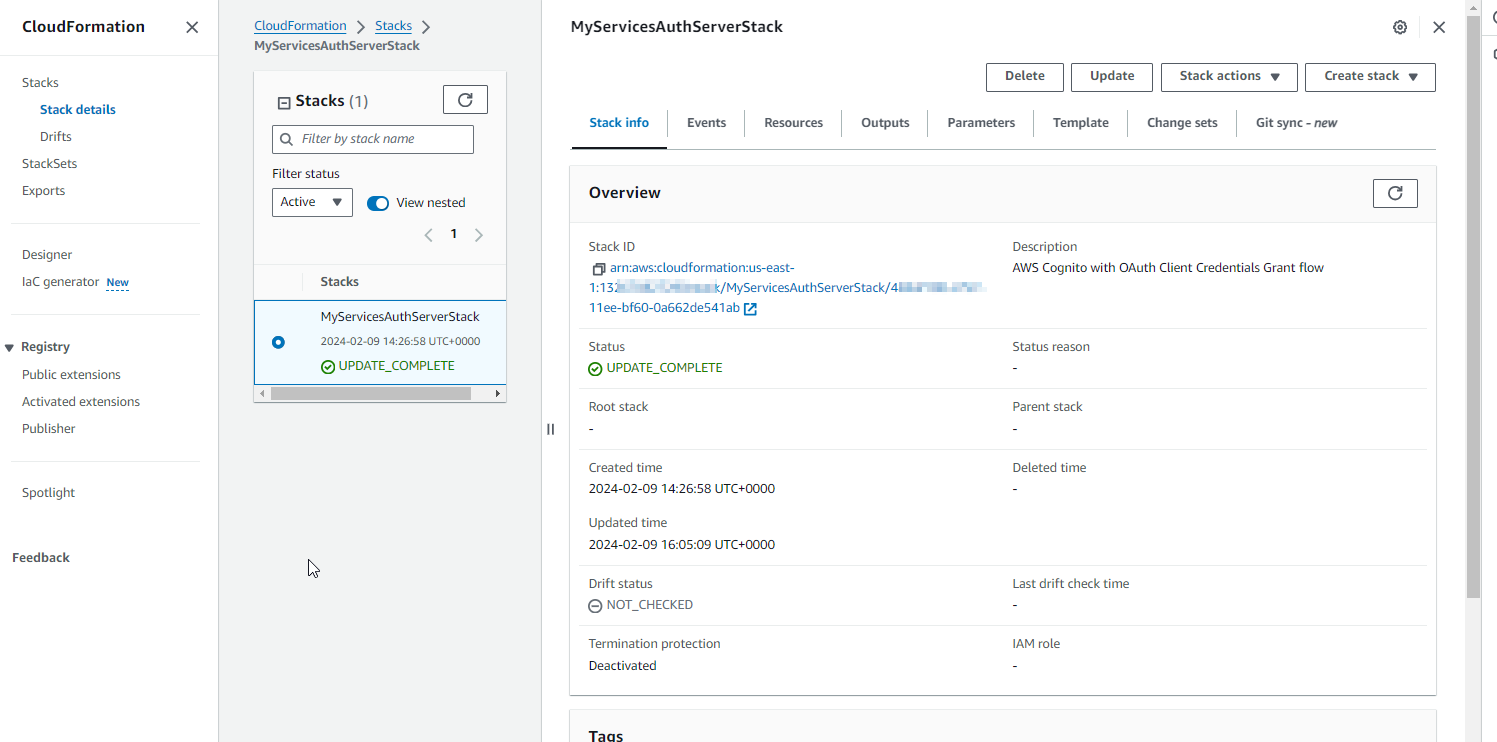 CloudFormation
Stacks
Stack details
Drifts
StackSets
Exports
Designer
IaC generator New
Registry
Public extensions
Activated extensions
Publisher
Spotlight
Feedback
CloudFormation Stacks
MyServicesAuthServerStack
Stacks (1)
Filter by stack name
Filter status
Active View nested
1
Stacks
MyServicesAuthServerStack
2024-02-09 14:26:58 UTC+0000
UPDATE_COMPLETE
MyServicesAuthServerStack
Delete Update Stack actions Create stack
Stack info Events Resources Outputs Parameters Template Change sets Git sync - new
Overview
Stack ID
arn:aws:cloudformation:us-east-
1:132 /MyServicesAuthServerStack/4
11ee-bf60-0a662de541ab
Description
AWS Cognito with OAuth Client Credentials Grant flow
Status
UPDATE_COMPLETE
Status reason
-
Root stack
-
Parent stack
-
Created time
2024-02-09 14:26:58 UTC+0000
Deleted time
-
Updated time
2024-02-09 16:05:09 UTC+0000
Drift status
NOT_CHECKED
Last drift check time
-
Termination protection
Deactivated
IAM role
-
Tags